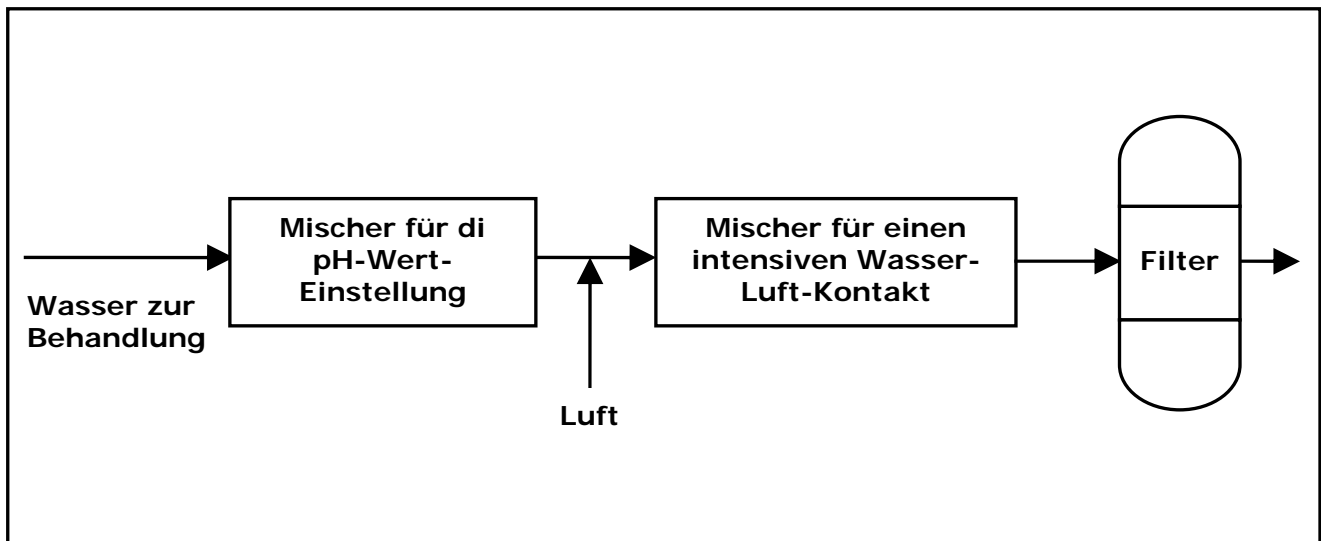 Wasser zur
Behandlung
Mischer für di
pH-Wert-
Einstellung
Luft
Mischer für einen
intensiven Wasser-
Luft-Kontakt
Filter